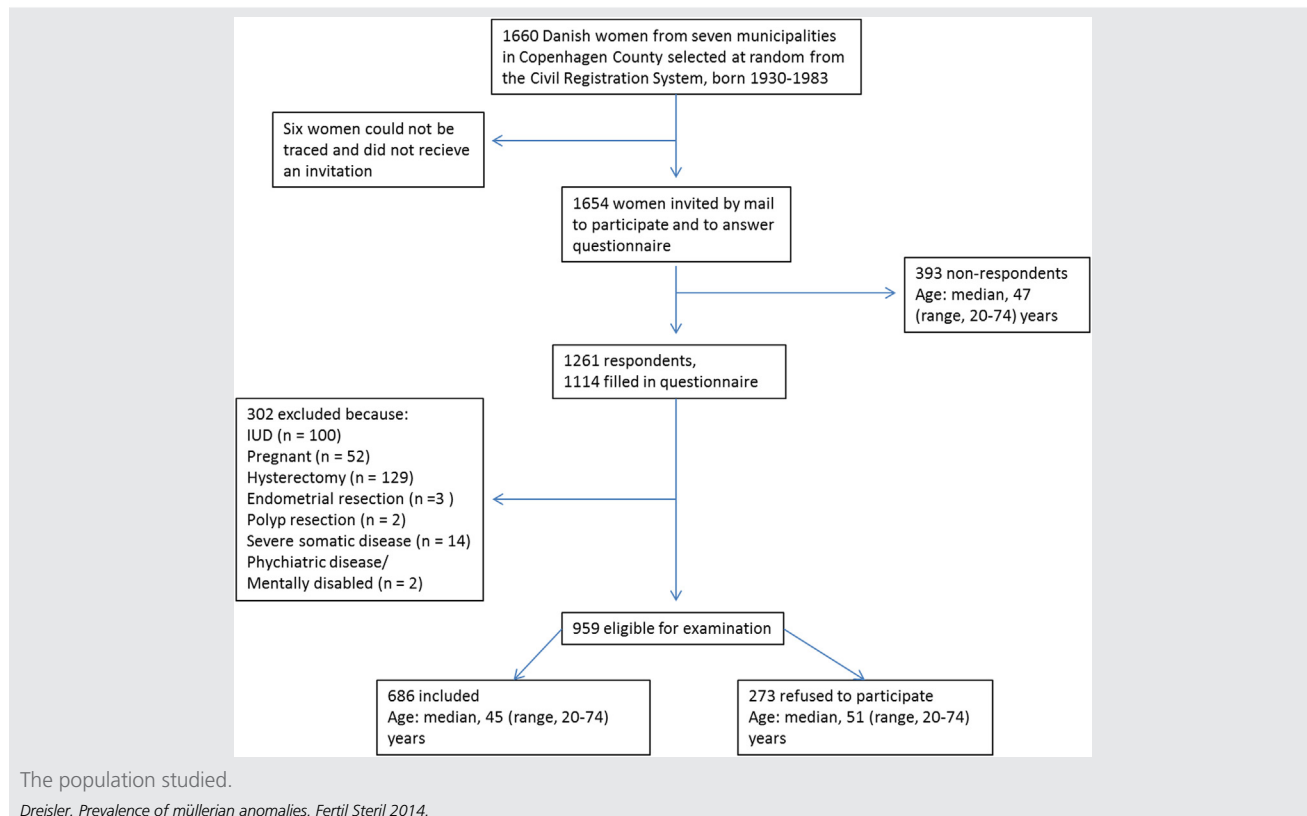 1660 Danish women from seven municipalities
in Copenhagen County selected at random from
the Civil Registration System, born 1930-1983
Six women could not be
traced and did not recieve
an invitation
1654 women invited by mail
to participate and to answer
questionnaire
393 non-respondents
Age: median, 47
(range, 20-74) years
1261 respondents,
1114 filled in questionnaire
302 excluded because:
IUD (n = 100)
Pregnant (n = 52)
Hysterectomy (n = 129)
Endometrial resection (n =3 )
Polyp resection (n = 2)
Severe somatic disease (n = 14)
Phychiatric disease/
Mentally disabled (n = 2)
959 eligible for examination
686 included
Age: median, 45 (range, 20-74)
years
273 refused to participate
Age: median, 51 (range, 20-74)
years
The population studied.
Dreisler. Prevalence of müllerian anomalies. Fertil Steril 2014.